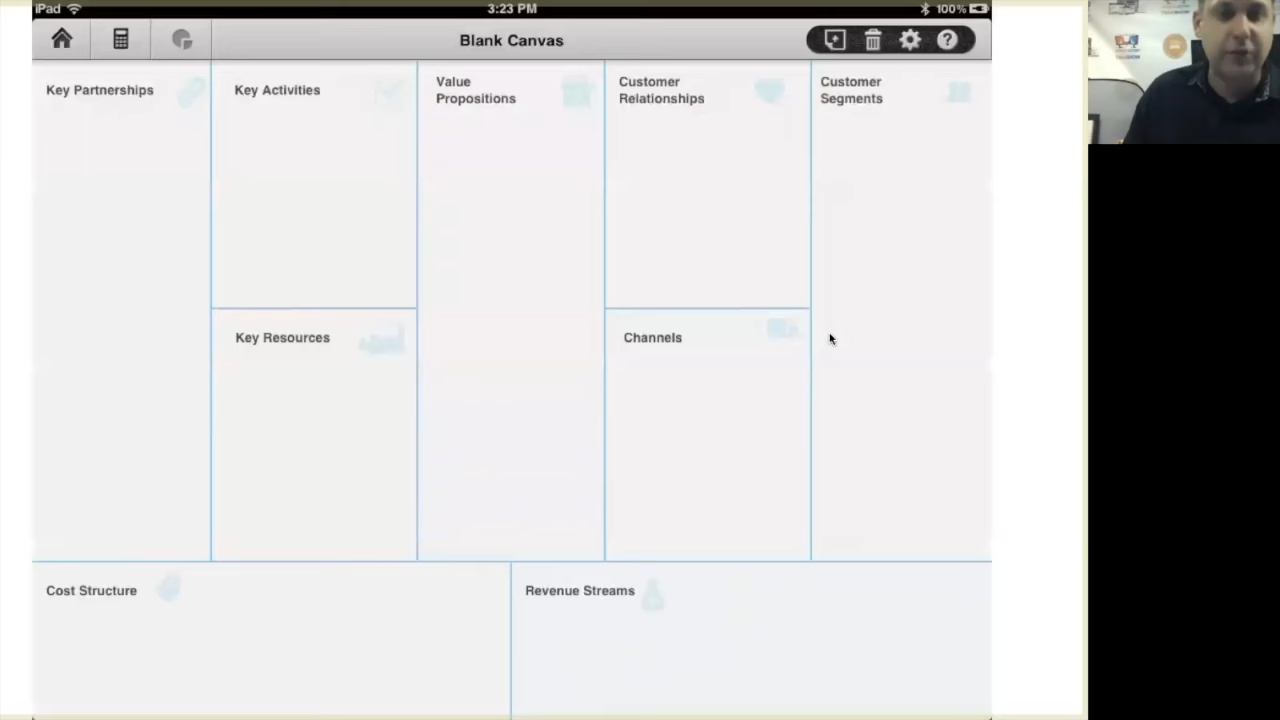 iPad
3:23 PM
100%
Blank Canvas
Key Partnerships
Key Activities
Value
Propositions
Customer
Relationships
Customer
Segments
Key Resources
Channels
Cost Structure
Revenue Streams